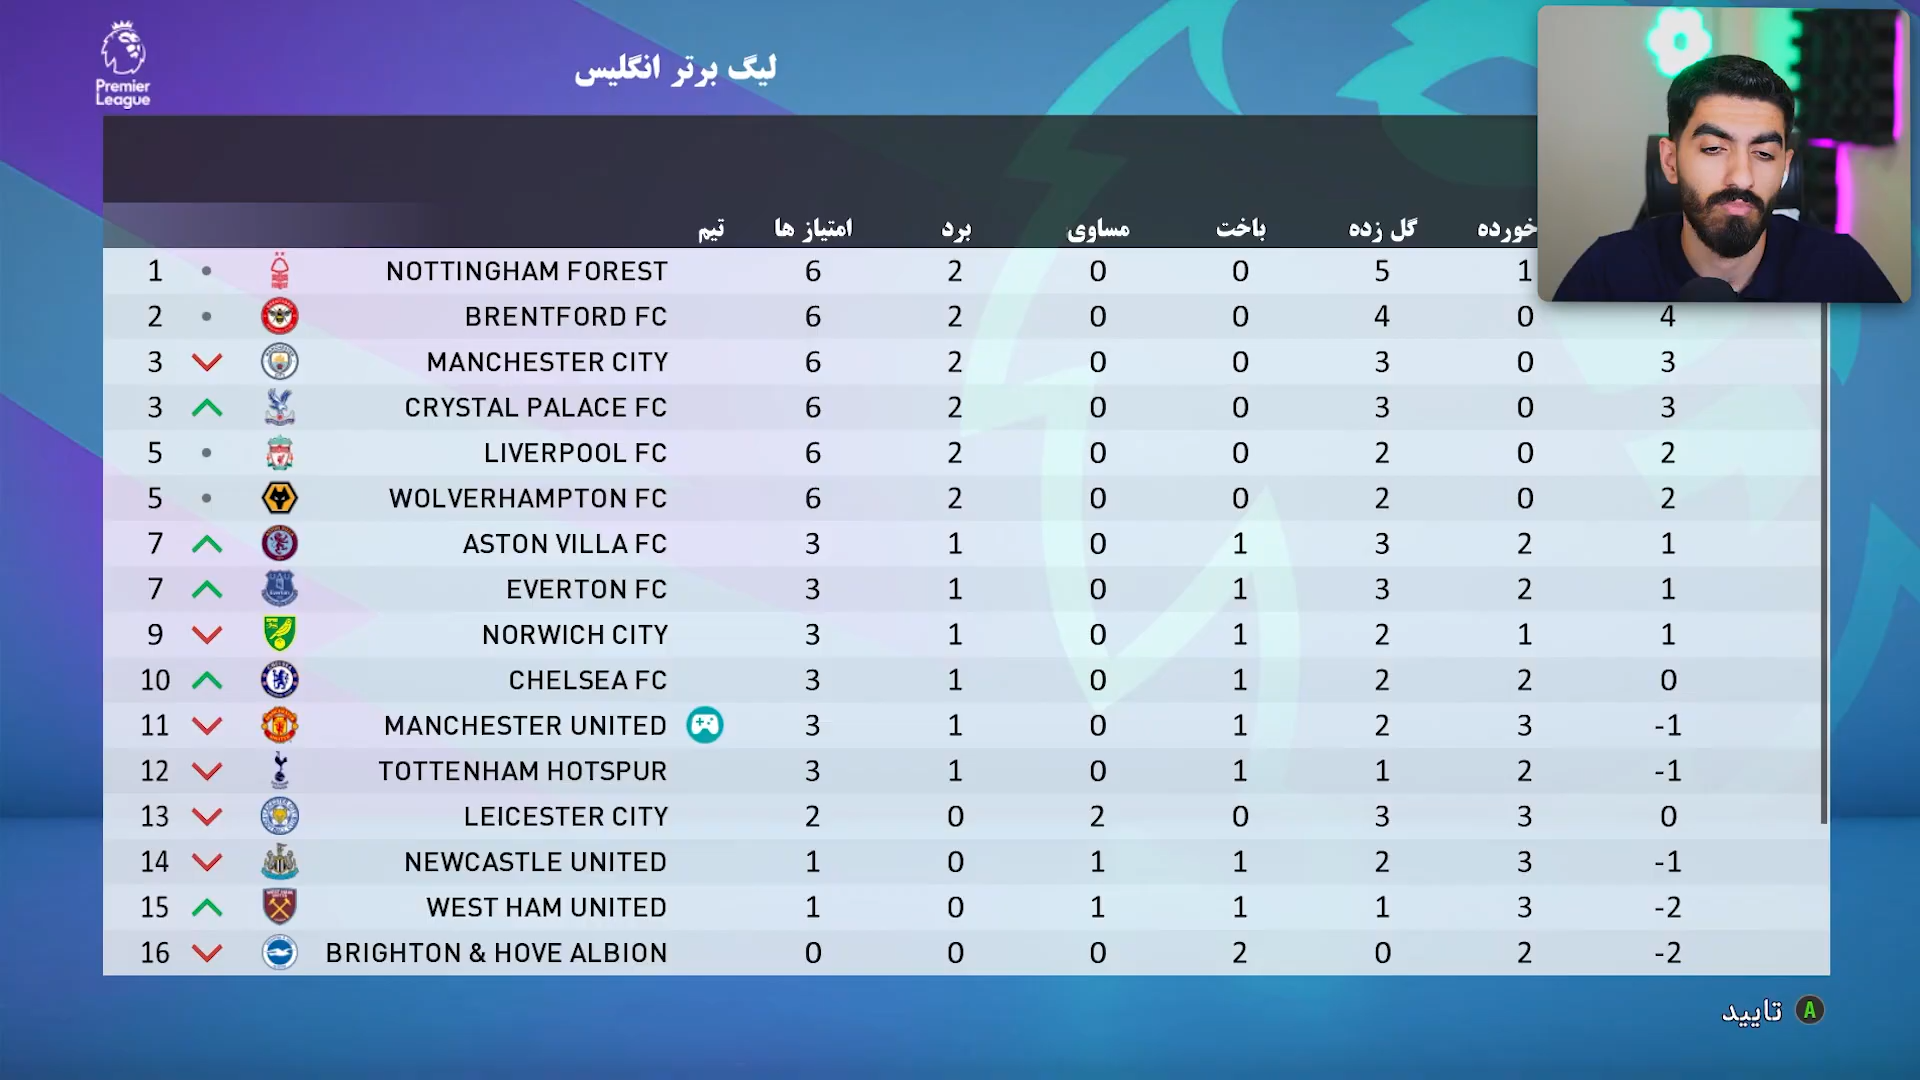 Premier
League
لیگ برتر انگلیس
تیم امتیاز ها برد مساوی باخت گل زده خورده
1 NOTTINGHAM FOREST 6 2 0 0 5 1
2 BRENTFORD FC 6 2 0 0 4 0 4
3 MANCHESTER CITY 6 2 0 0 3 0 3
3 CRYSTAL PALACE FC 6 2 0 0 3 0 3
5 LIVERPOOL FC 6 2 0 0 2 0 2
5 WOLVERHAMPTON FC 6 2 0 0 2 0 2
7 ASTON VILLA FC 3 1 0 1 3 2 1
7 EVERTON FC 3 1 0 1 3 2 1
9 NORWICH CITY 3 1 0 1 2 1 1
10 CHELSEA FC 3 1 0 1 2 2 0
11 MANCHESTER UNITED 3 1 0 1 2 3 -1
12 TOTTENHAM HOTSPUR 3 1 0 1 1 2 -1
13 LEICESTER CITY 2 0 2 0 3 3 0
14 NEWCASTLE UNITED 1 0 1 1 2 3 -1
15 WEST HAM UNITED 1 0 1 1 1 3 -2
16 BRIGHTON & HOVE ALBION 0 0 0 2 0 2 -2
تایید A